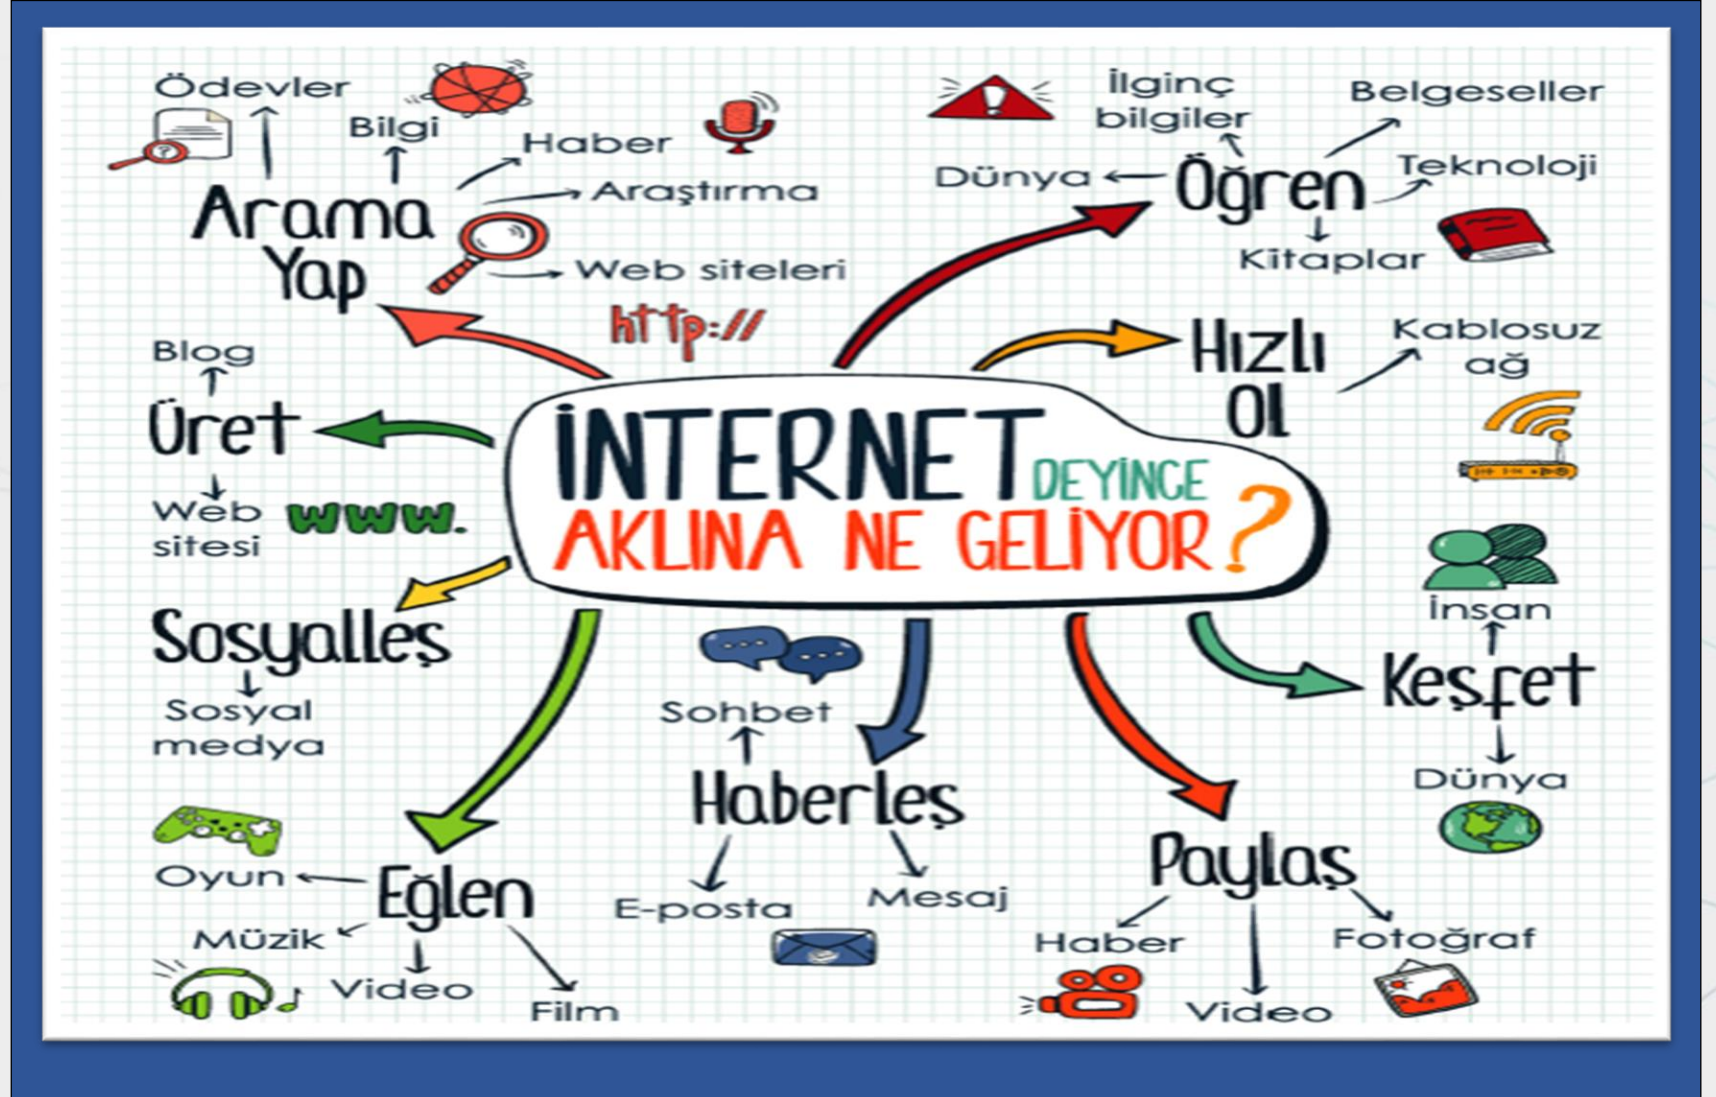 Ödevler
Bilgi
Haber
Araştırma
Arama
Yap
Web siteleri
http://
İlginç
bilgiler
Belgeseller
Dünya
Öğren
Teknoloji
Kitaplar
Hızlı
Ol
Kablosuz
ağ
Blog
Üret
Web
sitesi
www.
İNTERNET DEYİNCE
AKLINA NE GELİYOR?
Sosyalleş
Sosyal
medya
Sohbet
Haberleş
E-posta
Mesaj
İnsan
Keşfet
Dünya
Oyun
Eğlen
Müzik
Video
Film
Paylaş
Haber
Video
Fotoğraf